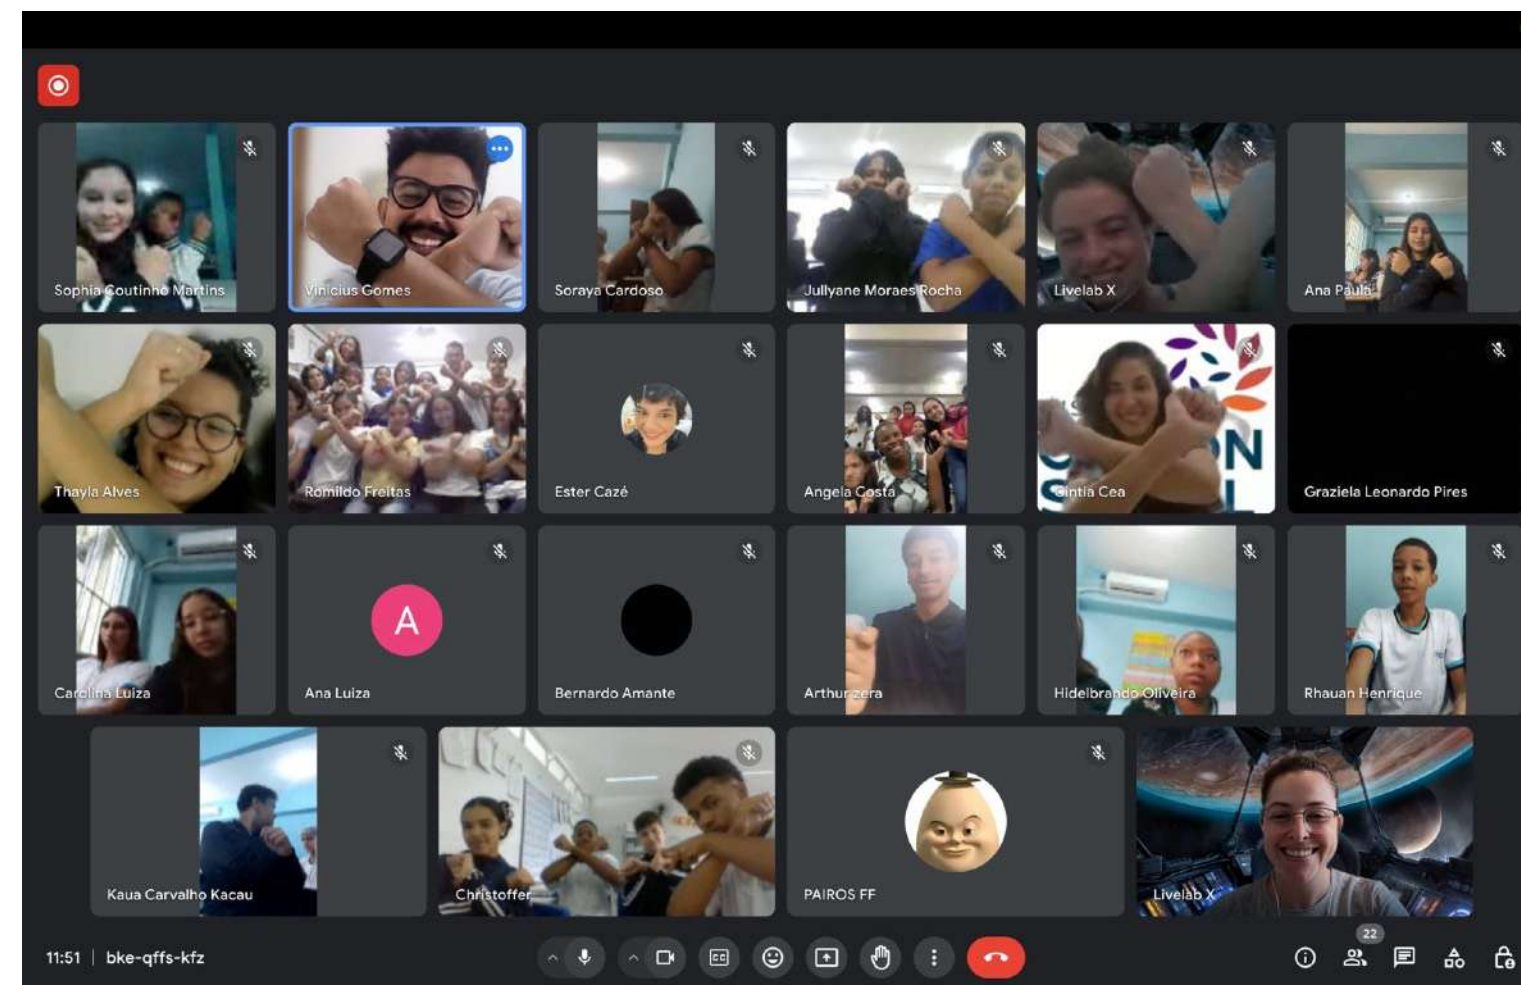 Sophia Coutinho Martins
Vinicius Gomes
Soraya Cardoso
Jullyane Moraes Rocha
Livelab X
Ana Paula
Thayla Alves
Romildo Freitas
Ester Cazé
Angela Costa
Cintia Cea
Graziela Leonardo Pires
Carolina Luiza
A
Ana Luiza
Bernardo Amante
Arthur zera
Hidelbrando Oliveira
Rhauan Henrique
Kaua Carvalho Kacau
Christoffer
PAIROS FF
Livelab X
11:51 | bke-qffs-kfz
CC
22